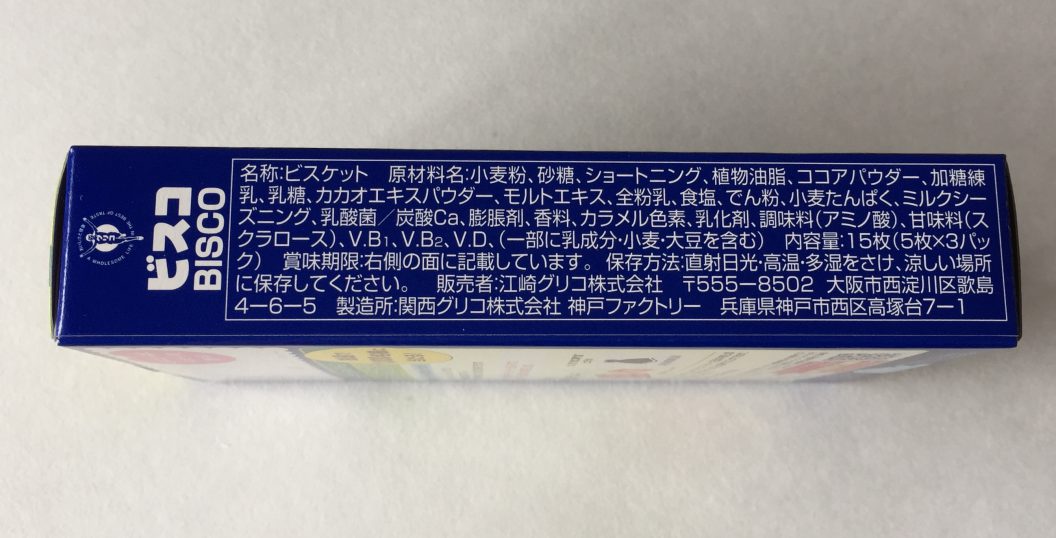 ビスコ
BISCO
名称:ビスケット　原材料名:小麦粉、砂糖、ショートニング、植物油脂、ココアパウダー、加糖練
乳、乳糖、カカオエキスパウダー、モルトエキス、全粉乳、食塩、でん粉、小麦たんぱく、ミルクシー
ズニング、乳酸菌／炭酸Ca、膨脹剤、香料、カラメル色素、乳化剤、調味料(アミノ酸)、甘味料(ス
クラロース)、V.B1、V.B2、V.D、(一部に乳成分・小麦・大豆を含む)　内容量:15枚(5枚×3パッ
ク)　賞味期限:右側の面に記載しています。保存方法:直射日光・高温・多湿をさけ、涼しい場所
に保存してください。　販売者:江崎グリコ株式会社　〒555-8502 大阪市西淀川区歌島
4-6-5　製造所:関西グリコ株式会社 神戸ファクトリー　兵庫県神戸市西区高塚台7-1